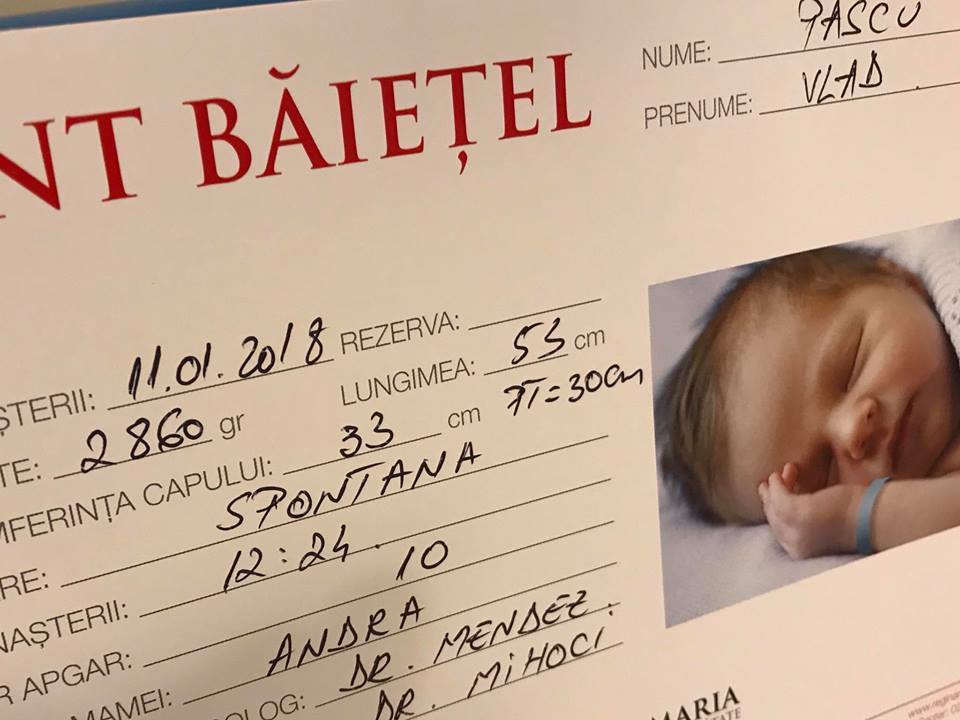 NT BĂIEȚEL
NUME: PASCU
PRENUME: VLAD
ȘTERII: 11.01.2018 REZERVA:
TE: 2860 gr LUNGIMEA: 53 cm
MFERINȚA CAPULUI: 33 cm PT=30cm
RE: SPONTANA
NAȘTERII: 12:24
R APGAR: 10
MAMEI: ANDRA
OLOG: DR. MENDEZ.
DR. MIHOCI
MARIA